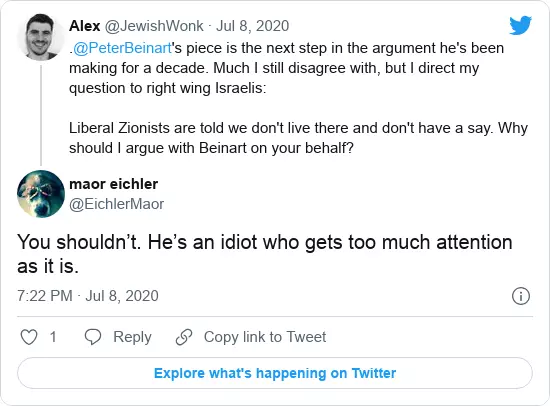 Alex @JewishWonk · Jul 8, 2020
.@PeterBeinart's piece is the next step in the argument he's been
making for a decade. Much I still disagree with, but I direct my
question to right wing Israelis:
Liberal Zionists are told we don't live there and don't have a say. Why
should I argue with Beinart on your behalf?
maor eichler
@EichlerMaor
You shouldn’t. He’s an idiot who gets too much attention
as it is.
7:22 PM · Jul 8, 2020
1 Reply Copy link to Tweet
Explore what's happening on Twitter